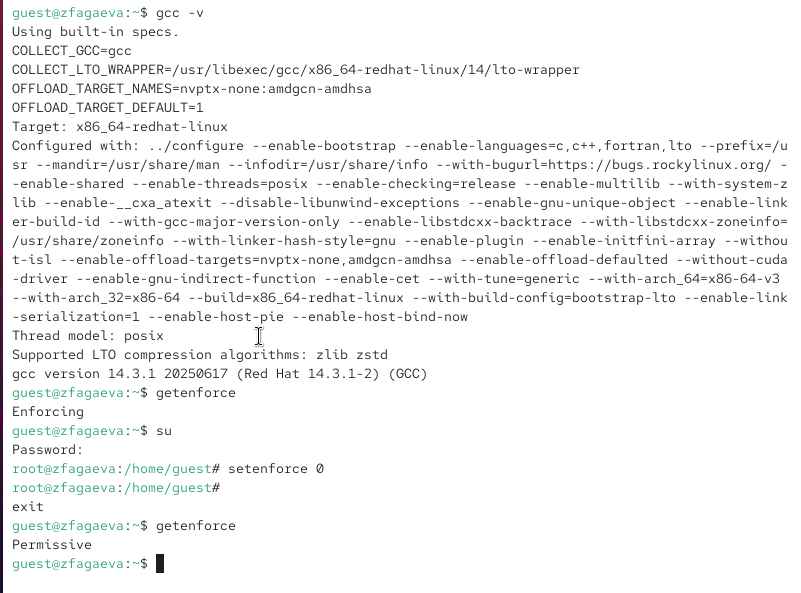 guest@zfagaeva:~$ gcc -v
Using built-in specs.
COLLECT_GCC=gcc
COLLECT_LTO_WRAPPER=/usr/libexec/gcc/x86_64-redhat-linux/14/lto-wrapper
OFFLOAD_TARGET_NAMES=nvptx-none:amdgcn-amdhsa
OFFLOAD_TARGET_DEFAULT=1
Target: x86_64-redhat-linux
Configured with: ../configure --enable-bootstrap --enable-languages=c,c++,fortran,lto --prefix=/u
sr --mandir=/usr/share/man --infodir=/usr/share/info --with-bugurl=https://bugs.rockylinux.org/ -
-enable-shared --enable-threads=posix --enable-checking=release --enable-multilib --with-system-z
lib --enable-__cxa_atexit --disable-libunwind-exceptions --enable-gnu-unique-object --enable-link
er-build-id --with-gcc-major-version-only --enable-libstdcxx-backtrace --with-libstdcxx-zoneinfo=
/usr/share/zoneinfo --with-linker-hash-style=gnu --enable-plugin --enable-initfini-array --withou
t-isl --enable-offload-targets=nvptx-none,amdgcn-amdhsa --enable-offload-defaulted --without-cuda
-driver --enable-gnu-indirect-function --enable-cet --with-tune=generic --with-arch_64=x86-64-v3
--with-arch_32=x86-64 --build=x86_64-redhat-linux --with-build-config=bootstrap-lto --enable-link
-serialization=1 --enable-host-pie --enable-host-bind-now
Thread model: posix
Supported LTO compression algorithms: zlib zstd
gcc version 14.3.1 20250617 (Red Hat 14.3.1-2) (GCC)
guest@zfagaeva:~$ getenforce
Enforcing
guest@zfagaeva:~$ su
Password:
root@zfagaeva:/home/guest# setenforce 0
root@zfagaeva:/home/guest#
exit
guest@zfagaeva:~$ getenforce
Permissive
guest@zfagaeva:~$